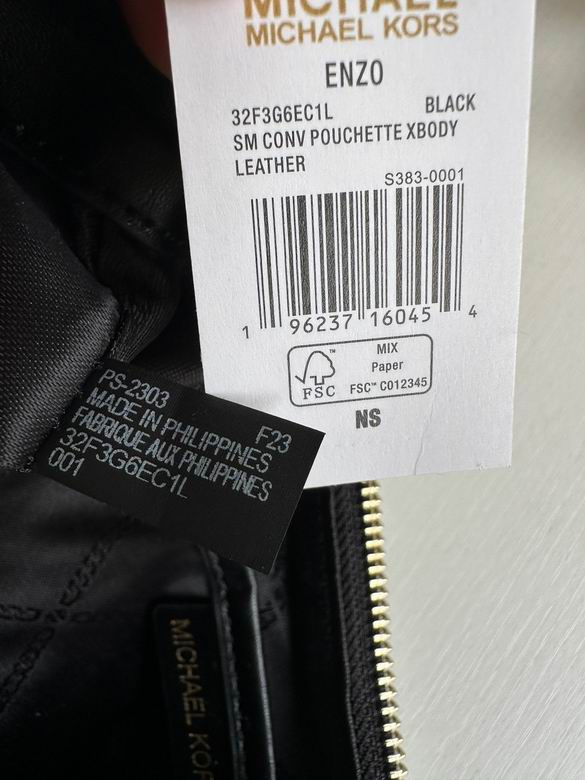 MICHAEL
MICHAEL KORS
ENZO
32F3G6EC1L BLACK
SM CONV POUCHETTE XBODY
LEATHER
S383-0001
1 96237 16045 4
FSC
MIX
Paper
FSC™ C012345
NS
PS-2303 F23
MADE IN PHILIPPINES
FABRIQUE AUX PHILIPPINES
32F3G6EC1L
001
MICHAEL KOR